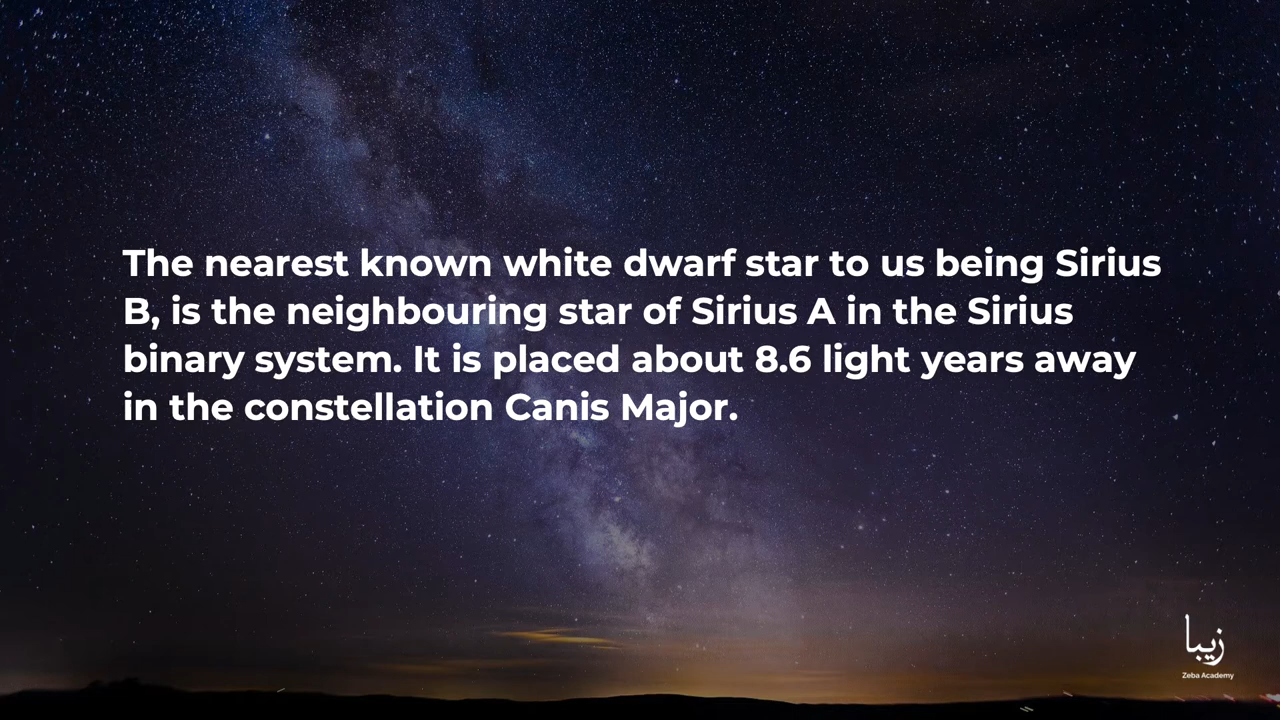 The nearest known white dwarf star to us being Sirius
B, is the neighbouring star of Sirius A in the Sirius
binary system. It is placed about 8.6 light years away
in the constellation Canis Major.
زیبا
Zeba Academy